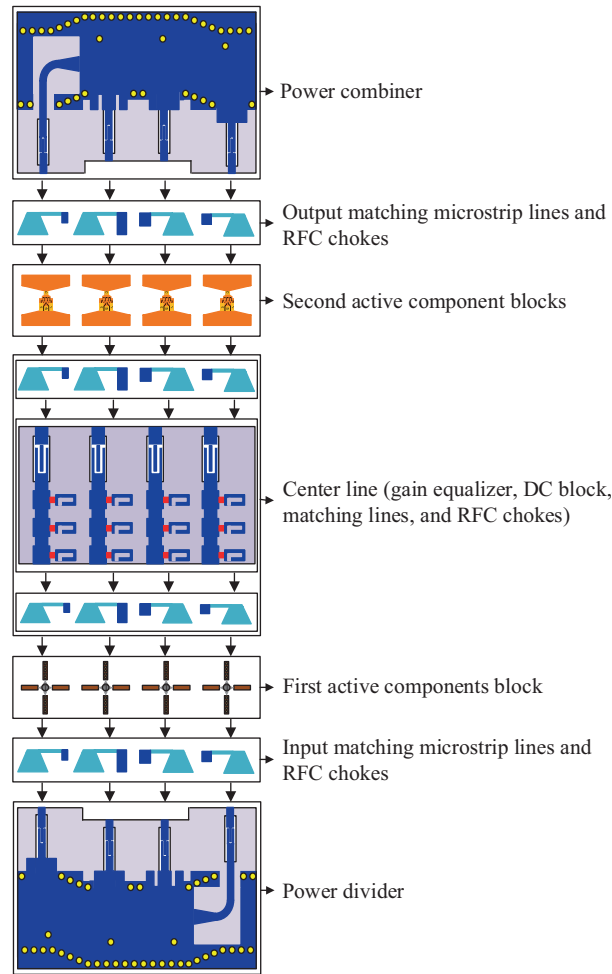 Power combiner
Output matching microstrip lines and
RFC chokes
Second active component blocks
Center line (gain equalizer, DC block,
matching lines, and RFC chokes)
First active components block
Input matching microstrip lines and
RFC chokes
Power divider